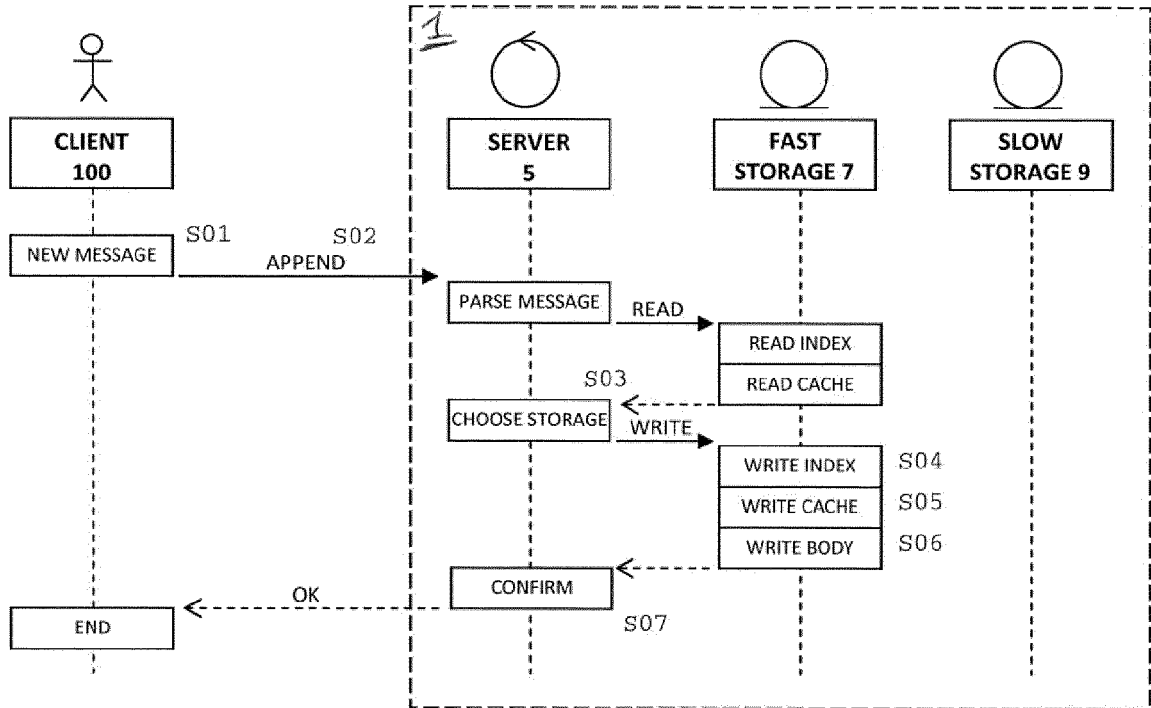 1
CLIENT
100
SERVER
5
FAST
STORAGE 7
SLOW
STORAGE 9
NEW MESSAGE
S01
S02
APPEND
PARSE MESSAGE
READ
READ INDEX
READ CACHE
S03
CHOOSE STORAGE
WRITE
WRITE INDEX
S04
WRITE CACHE
S05
WRITE BODY
S06
CONFIRM
OK
S07
END